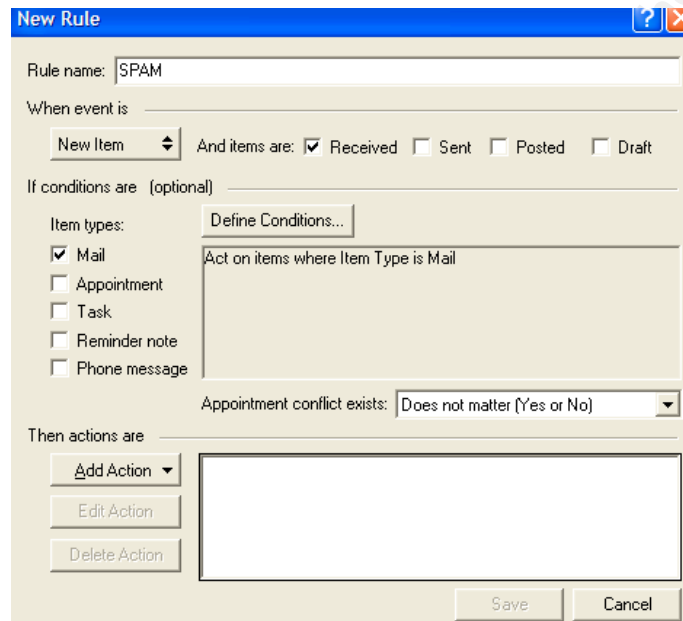 New Rule
Rule name: SPAM
When event is
New Item And items are: Received Sent Posted Draft
If conditions are (optional)
Item types: Define Conditions...
Mail
Act on items where Item Type is Mail
Appointment
Task
Reminder note
Phone message
Appointment conflict exists: Does not matter (Yes or No)
Then actions are
Add Action
Edit Action
Delete Action
Save Cancel